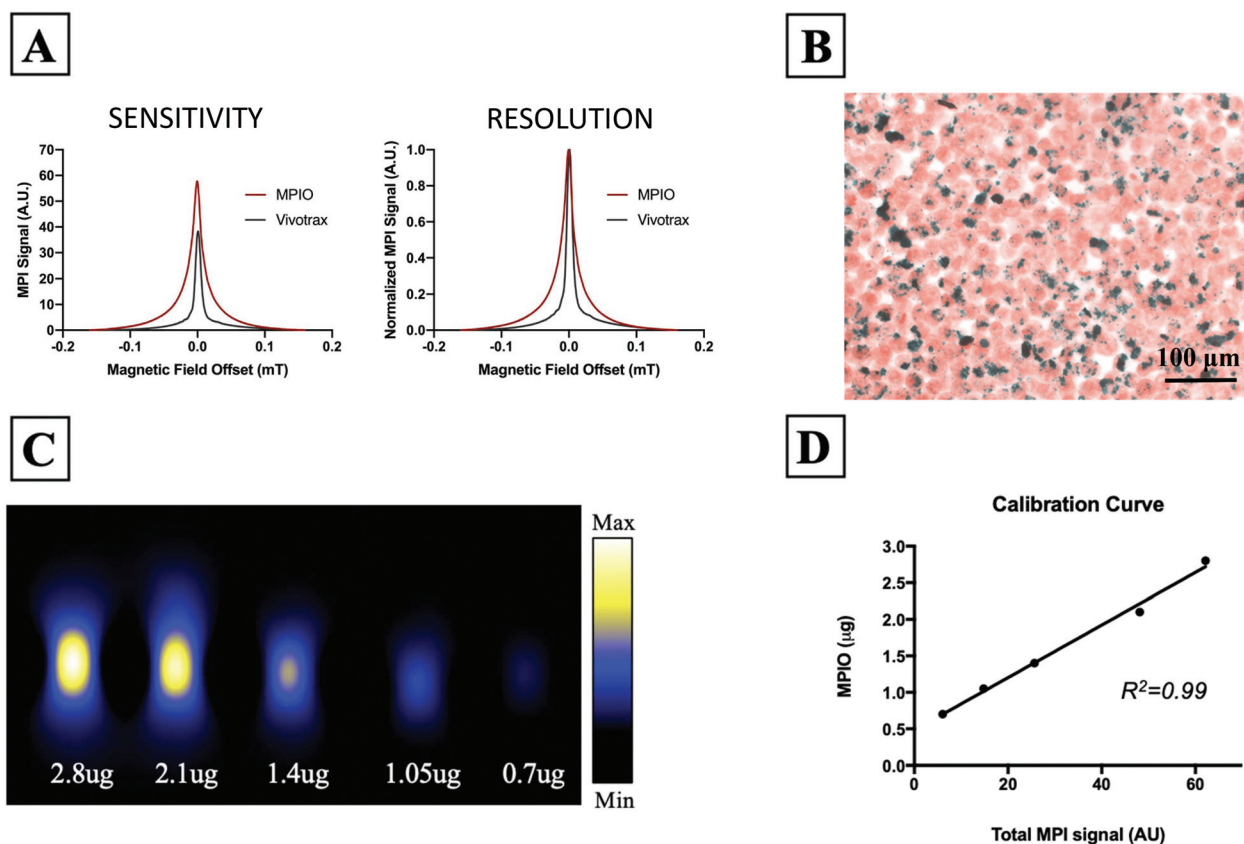 A
SENSITIVITY
MPI Signal (A.U.)
70
60
50
40
30
20
10
0
-0.2
-0.1
0.0
0.1
0.2
Magnetic Field Offset (mT)
MPIO
Vivotrax
RESOLUTION
Normalized MPI Signal (A.U.)
1.0
0.8
0.6
0.4
0.2
0.0
-0.2
-0.1
0.0
0.1
0.2
Magnetic Field Offset (mT)
MPIO
Vivotrax
B
100 µm
C
2.8ug 2.1ug 1.4ug 1.05ug 0.7ug
Max
Min
D
Calibration Curve
MPIO (µg)
3.0
2.5
2.0
1.5
1.0
0.5
0.0
0
20
40
60
R²=0.99
Total MPI signal (AU)